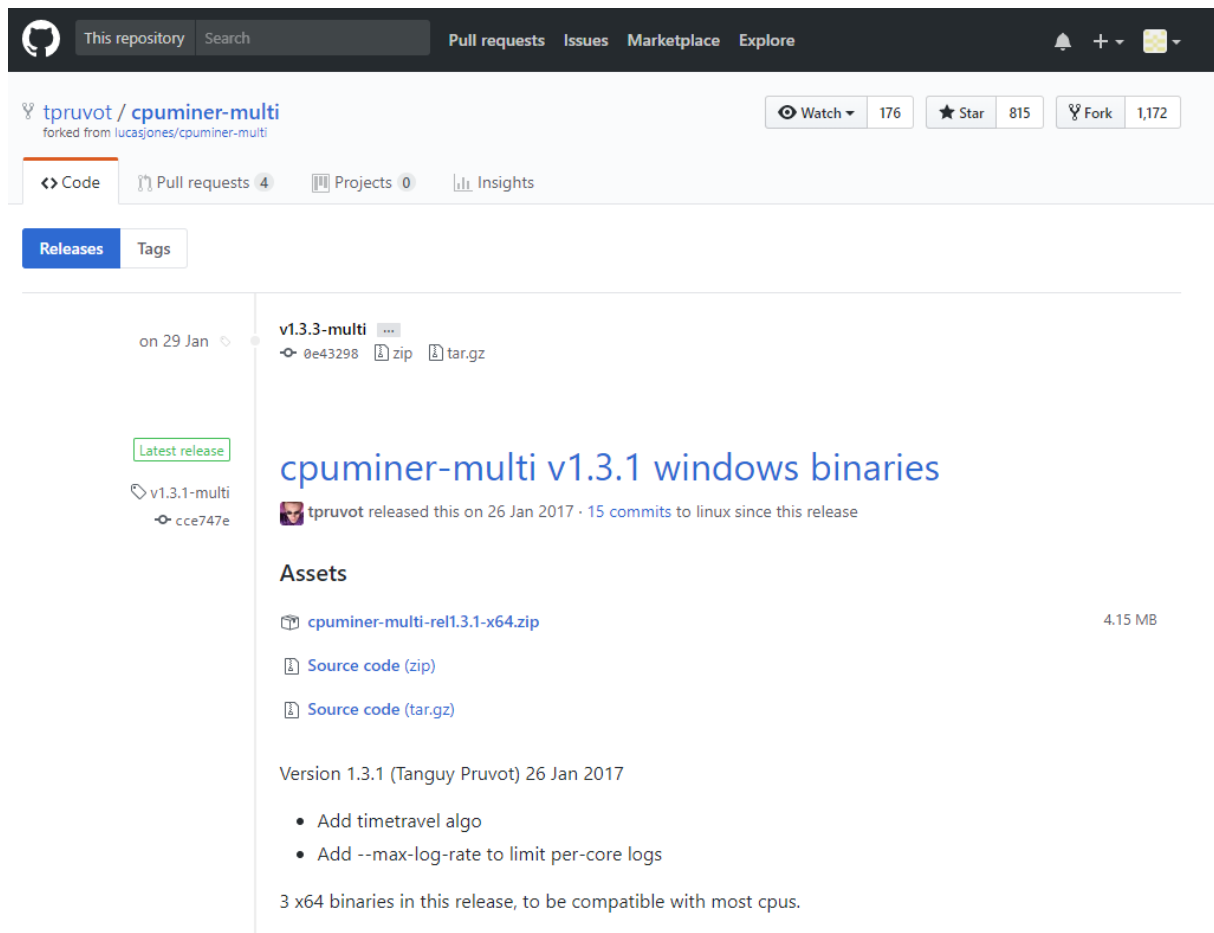 This repository Search Pull requests Issues Marketplace Explore
tpruvot / cpuminer-multi
forked from lucasjones/cpuminer-multi
Watch 176 Star 815 Fork 1,172
Code Pull requests 4 Projects 0 Insights
Releases Tags
on 29 Jan
v1.3.3-multi ...
0e43298 zip tar.gz
Latest release
v1.3.1-multi
cce747e
cpuminer-multi v1.3.1 windows binaries
tpruvot released this on 26 Jan 2017 · 15 commits to linux since this release
Assets
cpuminer-multi-rel1.3.1-x64.zip 4.15 MB
Source code (zip)
Source code (tar.gz)
Version 1.3.1 (Tanguy Pruvot) 26 Jan 2017
• Add timetravel algo
• Add --max-log-rate to limit per-core logs
3 x64 binaries in this release, to be compatible with most cpus.